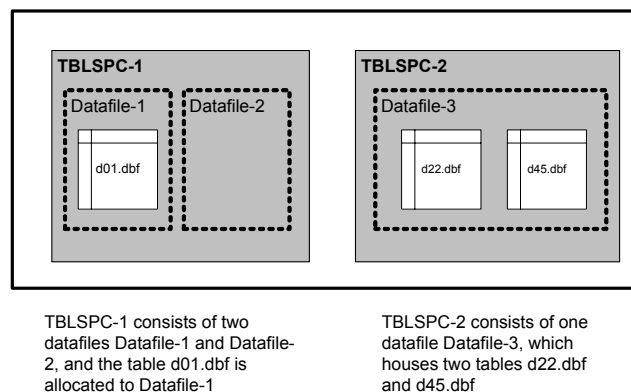 TBLSPC-1
Datafile-1
Datafile-2
d01.dbf
TBLSPC-2
Datafile-3
d22.dbf
d45.dbf
TBLSPC-1 consists of two
datafiles Datafile-1 and Datafile-
2, and the table d01.dbf is
allocated to Datafile-1
TBLSPC-2 consists of one
datafile Datafile-3, which
houses two tables d22.dbf
and d45.dbf